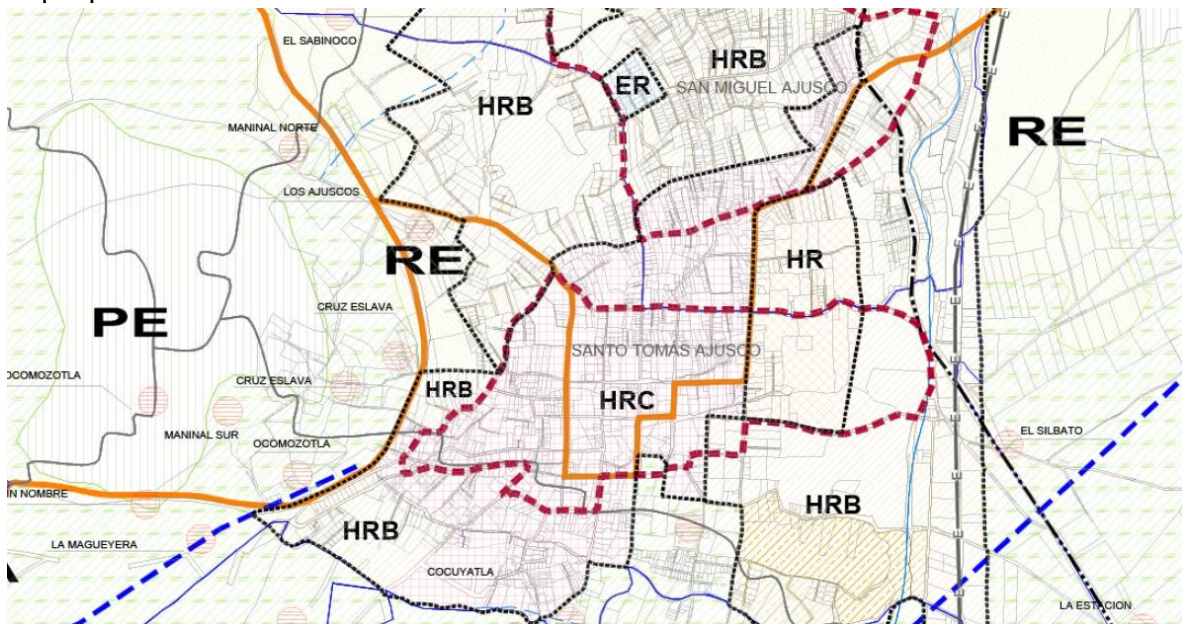 EL SABINOCO
HRB
ER
HRB
SAN MIGUEL AJUSCO
MANINAL NORTE
RE
LOS AJUSCOS
RE
HR
CRUZ ESLAVA
PE
SANTO TOMAS AJUSCO
OCOMOZOTLA
CRUZ ESLAVA
HRB
HRC
MANINAL SUR
OCOMOZOTLA
EL SILBATO
IN NOMBRE
HRB
HRB
LA MAGUEYERA
COCUYATLA
LA ESTACION
E
E
E
E
E